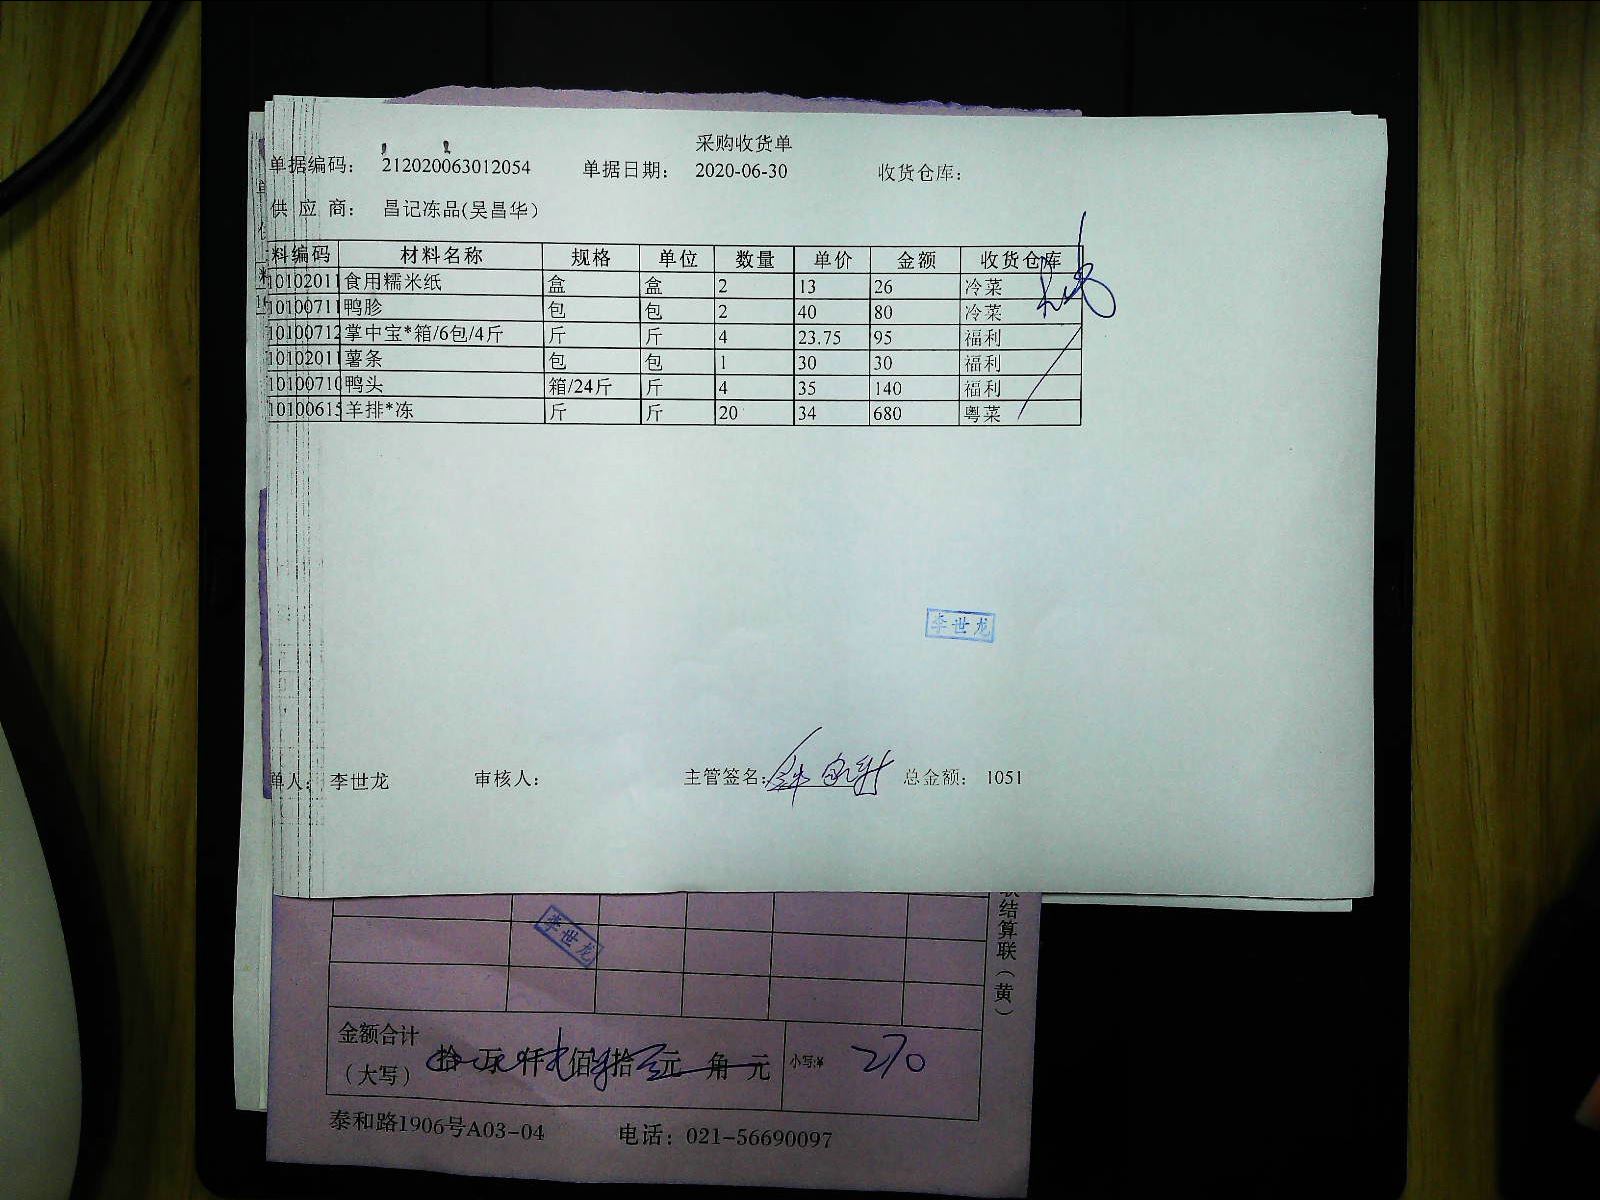 采购收货单
单据编码： 212020063012054 单据日期： 2020-06-30 收货仓库：
供 应 商： 昌记冻品(吴昌华）
料编码 材料名称 规格 单位 数量 单价 金额 收货仓库
10102011 食用糯米纸 盒 盒 2 13 26 冷菜
10100711 鸭胗 包 包 2 40 80 冷菜
10100712 掌中宝*箱/6包/4斤 斤 斤 4 23.75 95 福利
10102011 薯条 包 包 1 30 30 福利
10100710 鸭头 箱/24斤 斤 4 35 140 福利
10100615 羊排*冻 斤 斤 20 34 680 粤菜
李世龙
单人： 李世龙 审核人： 主管签名： 总金额： 1051
结算联（黄）
李世龙
金额合计
（大写） 拾 万 仟 佰 拾 元 角 元 小写:¥ 270
泰和路1906号A03-04 电话：021-56690097